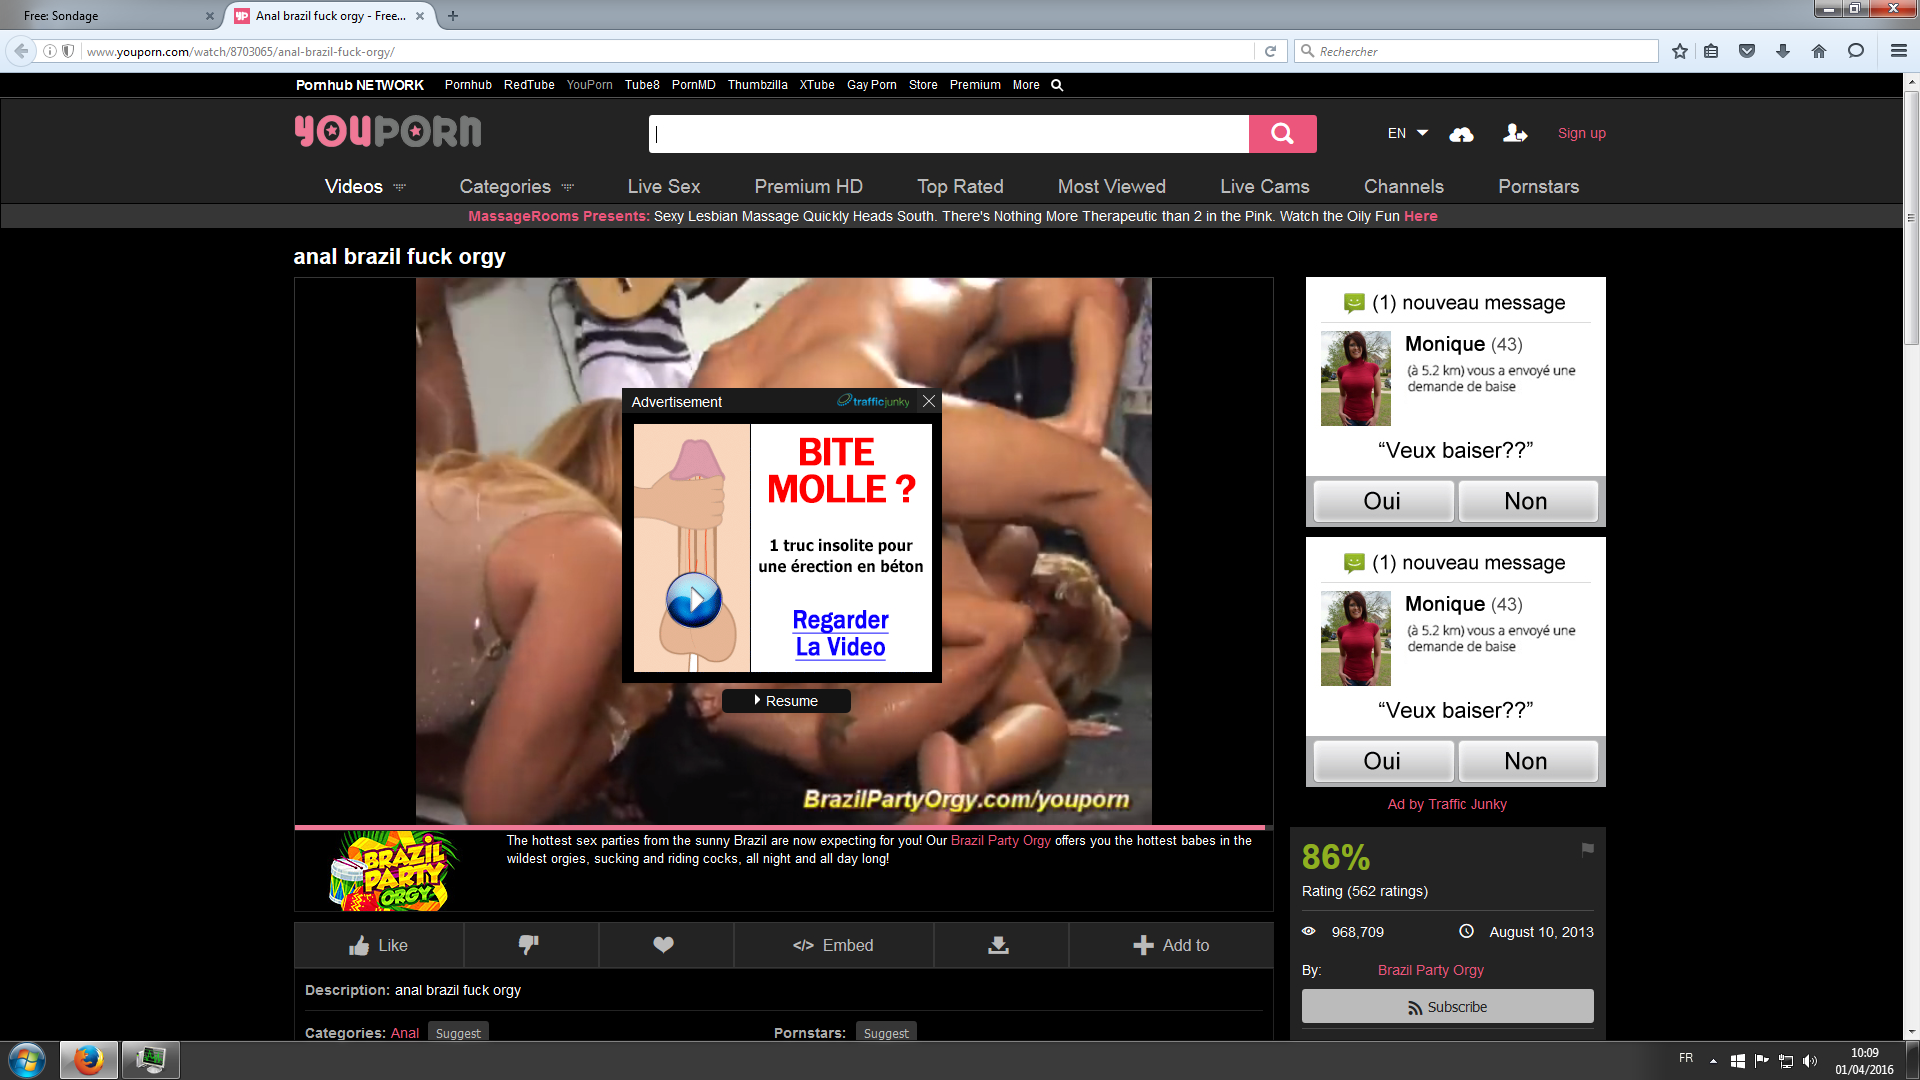 Free: Sondage
Anal brazil fuck orgy - Free...
www.youporn.com/watch/8703065/anal-brazil-fuck-orgy/
Rechercher
Pornhub NETWORK Pornhub RedTube YouPorn Tube8 PornMD Thumbzilla XTube Gay Porn Store Premium More
YOUPORN
EN
Sign up
Videos Categories Live Sex Premium HD Top Rated Most Viewed Live Cams Channels Pornstars
MassageRooms Presents: Sexy Lesbian Massage Quickly Heads South. There's Nothing More Therapeutic than 2 in the Pink. Watch the Oily Fun Here
anal brazil fuck orgy
Advertisement
trafficjunky
BITE
MOLLE ?
1 truc insolite pour
une érection en béton
Regarder
La Video
Resume
BrazilPartyOrgy.com/youporn
BRAZIL
PARTY
ORGY
The hottest sex parties from the sunny Brazil are now expecting for you! Our Brazil Party Orgy offers you the hottest babes in the
wildest orgies, sucking and riding cocks, all night and all day long!
Like
</> Embed
Add to
Description: anal brazil fuck orgy
Categories: Anal Suggest
Pornstars: Suggest
(1) nouveau message
Monique (43)
(à 5.2 km) vous a envoyé une
demande de baise
“Veux baiser??”
Oui Non
(1) nouveau message
Monique (43)
(à 5.2 km) vous a envoyé une
demande de baise
“Veux baiser??”
Oui Non
Ad by Traffic Junky
86%
Rating (562 ratings)
968,709
August 10, 2013
By: Brazil Party Orgy
Subscribe
FR
10:09
01/04/2016